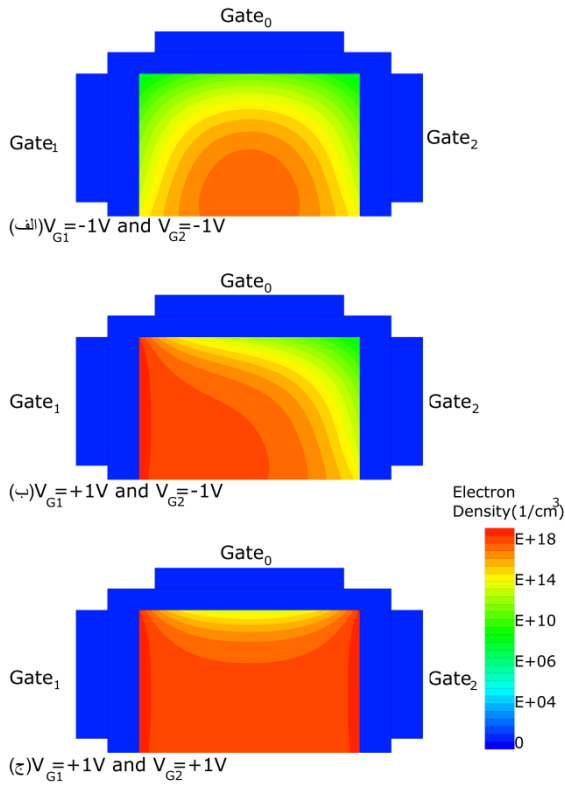 Gate0
Gate1
Gate2
(الف)VG1=-1V and VG2=-1V
Gate0
Gate1
Gate2
(ب)VG1=+1V and VG2=-1V
Electron
Density(1/cm3)
E+18
E+14
E+10
E+06
E+04
0
Gate0
Gate1
Gate2
(ج)VG1=+1V and VG2=+1V